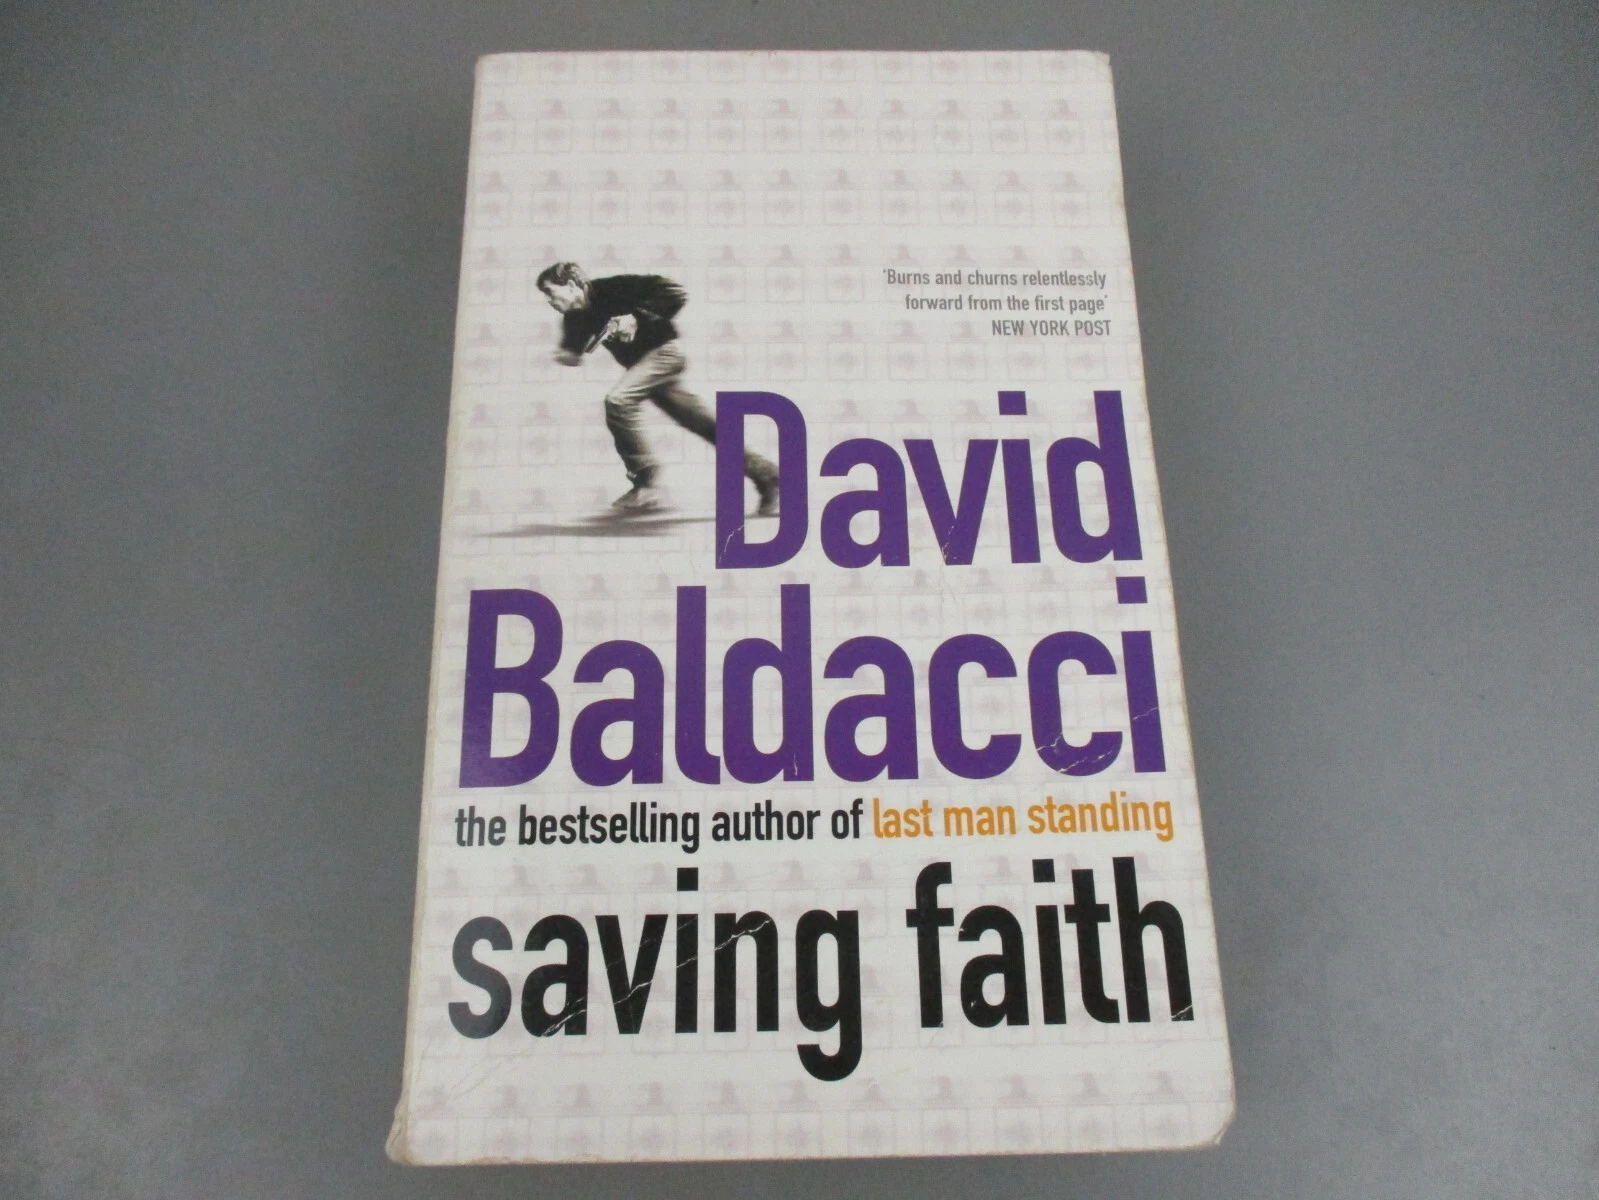 'Burns and churns relentlessly
forward from the first page'
NEW YORK POST
David
Baldacci
the bestselling author of last man standing
saving faith